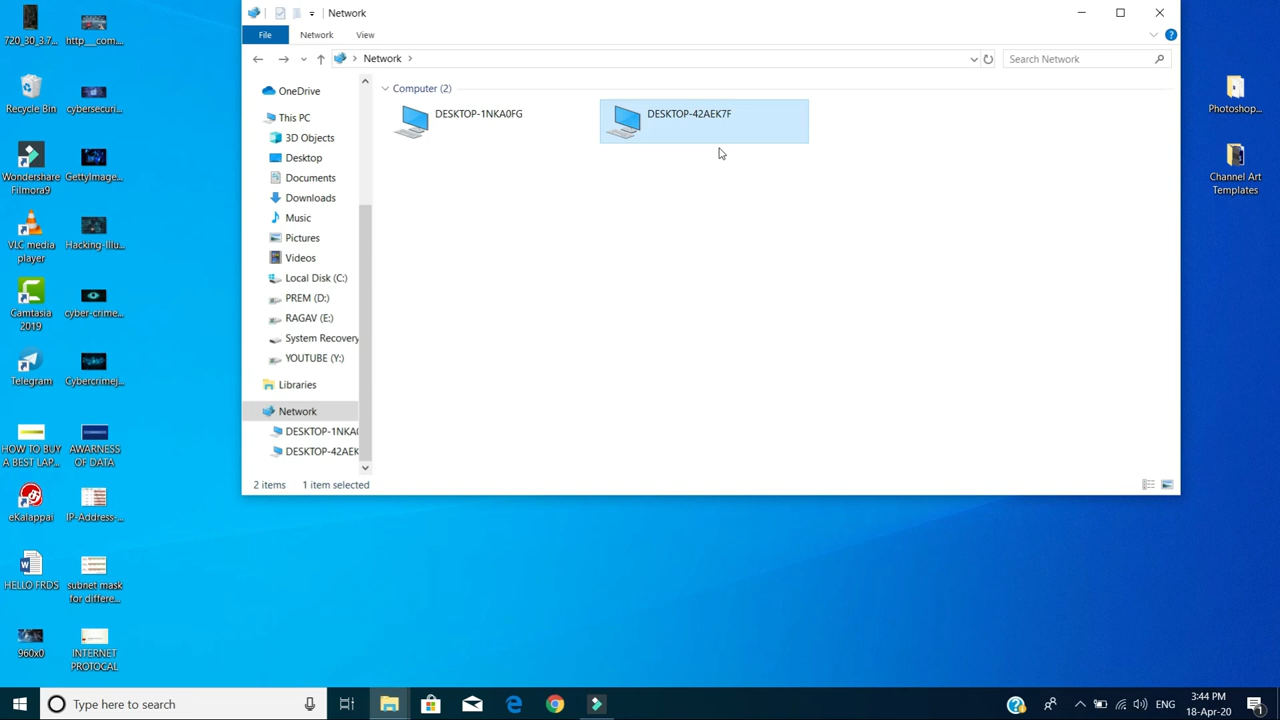 Network
File
Network
View
Network
Search Network
OneDrive
This PC
3D Objects
Desktop
Documents
Downloads
Music
Pictures
Videos
Local Disk (C:)
PREM (D:)
RAGAV (E:)
System Recovery
YOUTUBE (Y:)
Libraries
Network
DESKTOP-1NKA0
DESKTOP-42AEK
Computer (2)
DESKTOP-1NKA0FG
DESKTOP-42AEK7F
2 items
1 item selected
720_30_3.7...
http___com...
Recycle Bin
cybersecuri...
Wondershare
Filmora9
GettyImage...
VLC media
player
Hacking-Illu...
Camtasia
2019
cyber-crime...
Telegram
Cybercrimej...
HOW TO BUY
A BEST LAP...
AWARNESS
OF DATA
eKalappai
IP-Address-...
HELLO FRDS
subnet mask
for differe...
960x0
INTERNET
PROTOCAL
Photoshop...
Channel Art
Templates
Type here to search
ENG
3:44 PM
18-Apr-20
1